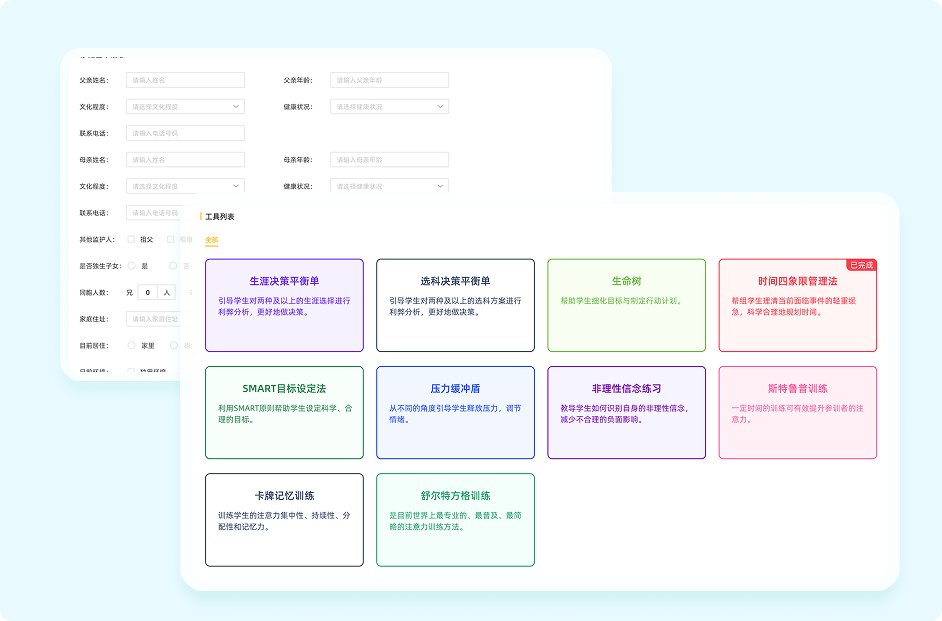 父亲姓名： 请输入姓名 父亲年龄： 请输入父亲年龄
文化程度： 请选择文化程度 健康状况： 请选择健康状况
联系电话： 请输入电话号码
母亲姓名： 请输入姓名 母亲年龄： 请输入母亲年龄
文化程度： 请选择文化程度 健康状况： 请选择健康状况
联系电话： 请输入电话号码
其他监护人： 祖父 祖母
是否独生子女： 是 否
同胞人数： 兄 0 人
家庭住址： 请输入家庭住址
目前居住： 家里
工具列表
全部
生涯决策平衡单
引导学生对两种及以上的生涯选择进行
利弊分析，更好地做决策。
选科决策平衡单
引导学生对两种及以上的选科方案进行
利弊分析，更好地做决策。
生命树
帮助学生细化目标与制定行动计划。
已完成
时间四象限管理法
帮组学生理清当前面临事件的轻重缓
急，科学合理地规划时间。
SMART目标设定法
利用SMART原则帮助学生设定科学、合
理的目标。
压力缓冲盾
从不同的角度引导学生释放压力，调节
情绪。
非理性信念练习
教导学生如何识别自身的非理性信念，
减少不合理的负面影响。
斯特鲁普训练
一定时间的训练可有效提升参训者的注
意力。
卡牌记忆训练
训练学生的注意力集中性、持续性、分
配性和记忆力。
舒尔特方格训练
是目前世界上最专业的、最普及、最简
略的注意力训练方法。